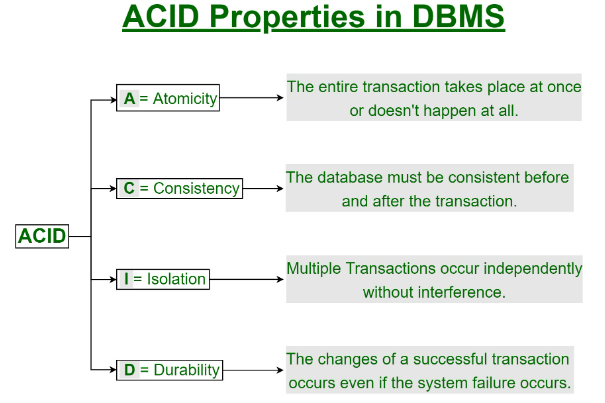 ACID Properties in DBMS
A = Atomicity
The entire transaction takes place at once
or doesn't happen at all.
C = Consistency
The database must be consistent before
and after the transaction.
ACID
I = Isolation
Multiple Transactions occur independently
without interference.
D = Durability
The changes of a successful transaction
occurs even if the system failure occurs.